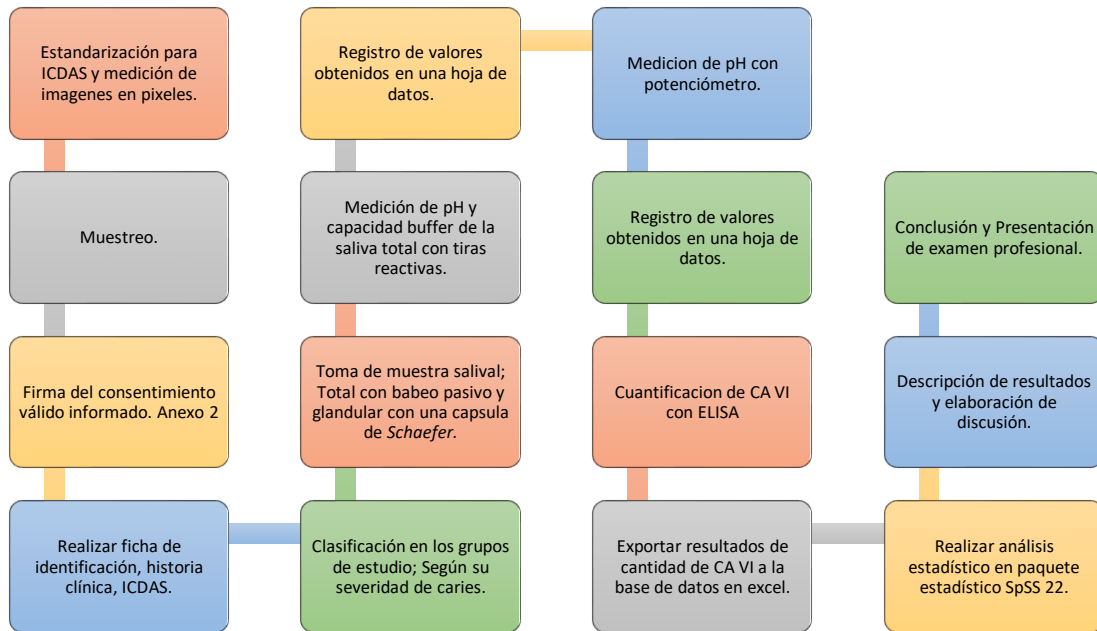 Estandarización para
ICDAS y medición de
imagenes en pixeles.
Muestreo.
Firma del consentimiento
válido informado. Anexo 2
Realizar ficha de
identificación, historia
clínica, ICDAS.
Clasificación en los grupos
de estudio; Según su
severidad de caries.
Toma de muestra salival;
Total con babeo pasivo y
glandular con una capsula
de Schaefer.
Medición de pH y
capacidad buffer de la
saliva total con tiras
reactivas.
Registro de valores
obtenidos en una hoja de
datos.
Medicion de pH con
potenciómetro.
Registro de valores
obtenidos en una hoja de
datos.
Cuantificacion de CA VI
con ELISA
Exportar resultados de
cantidad de CA VI a la
base de datos en excel.
Realizar análisis
estadístico en paquete
estadístico SpSS 22.
Descripción de resultados
y elaboración de
discusión.
Conclusión y Presentación
de examen profesional.